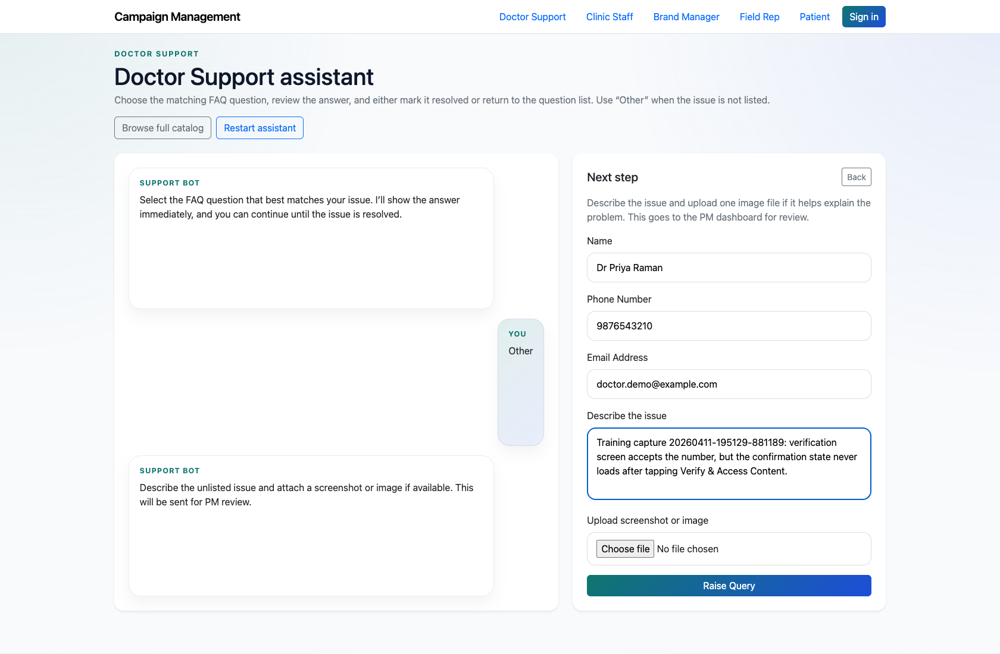 Campaign Management
Doctor Support
Clinic Staff
Brand Manager
Field Rep
Patient
Sign in
DOCTOR SUPPORT
Doctor Support assistant
Choose the matching FAQ question, review the answer, and either mark it resolved or return to the question list. Use “Other” when the issue is not listed.
Browse full catalog
Restart assistant
SUPPORT BOT
Select the FAQ question that best matches your issue. I’ll show the answer
immediately, and you can continue until the issue is resolved.
YOU
Other
SUPPORT BOT
Describe the unlisted issue and attach a screenshot or image if available. This
will be sent for PM review.
Next step
Back
Describe the issue and upload one image file if it helps explain the
problem. This goes to the PM dashboard for review.
Name
Dr Priya Raman
Phone Number
9876543210
Email Address
doctor.demo@example.com
Describe the issue
Training capture 20260411-195129-881189: verification
screen accepts the number, but the confirmation state never
loads after tapping Verify & Access Content.
Upload screenshot or image
Choose file No file chosen
Raise Query